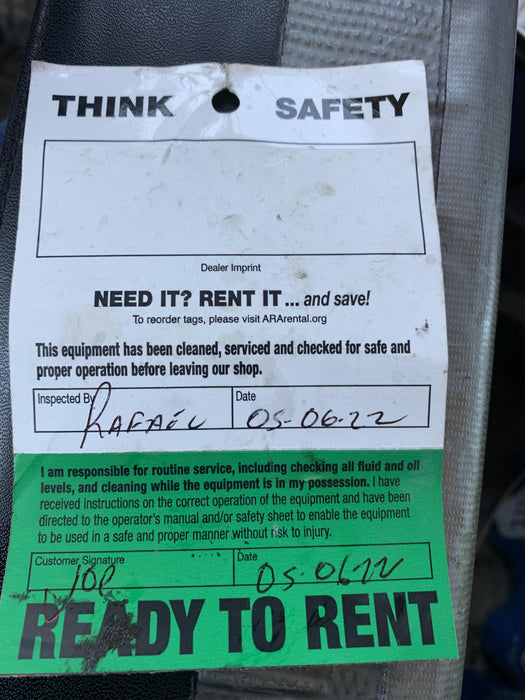 THINK SAFETY
Dealer Imprint
NEED IT? RENT IT ... and save!
To reorder tags, please visit ARArental.org
This equipment has been cleaned, serviced and checked for safe and
proper operation before leaving our shop.
Inspected By Date
RAFAÉL 05-06-22
I am responsible for routine service, including checking all fluid and oil
levels, and cleaning while the equipment is in my possession. I have
received instructions on the correct operation of the equipment and have been
directed to the operator's manual and/or safety sheet to enable the equipment
to be used in a safe and proper manner without risk to injury.
Customer Signature Date
05-0622
READY TO RENT